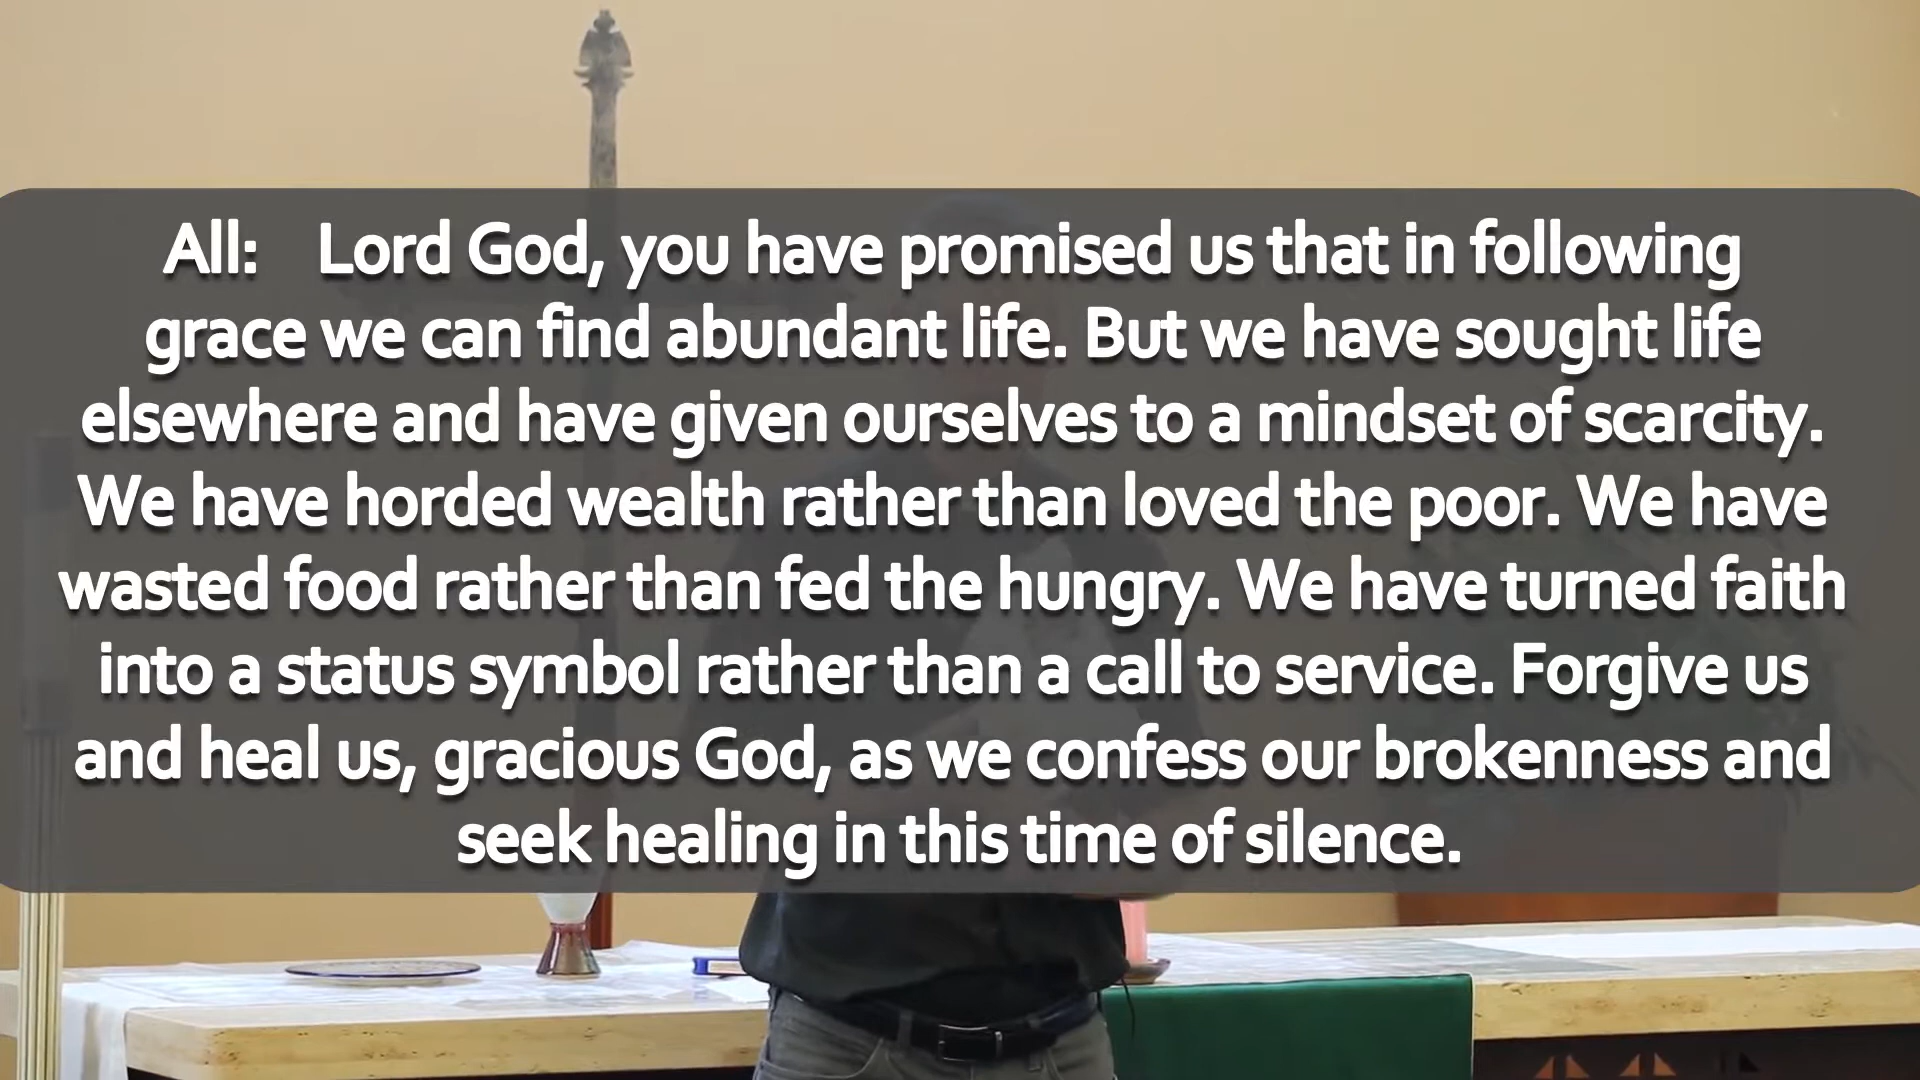 All: Lord God, you have promised us that in following
grace we can find abundant life. But we have sought life
elsewhere and have given ourselves to a mindset of scarcity.
We have horded wealth rather than loved the poor. We have
wasted food rather than fed the hungry. We have turned faith
into a status symbol rather than a call to service. Forgive us
and heal us, gracious God, as we confess our brokenness and
seek healing in this time of silence.